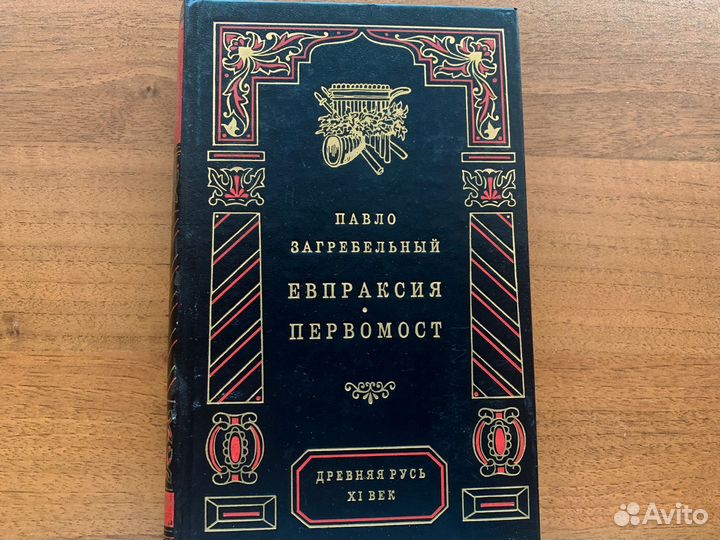 ПАВЛО
ЗАГРЕБЕЛЬНЫЙ
ЕВПРАКСИЯ
•
ПЕРВОМОСТ
ДРЕВНЯЯ РУСЬ
XI ВЕК
Avito